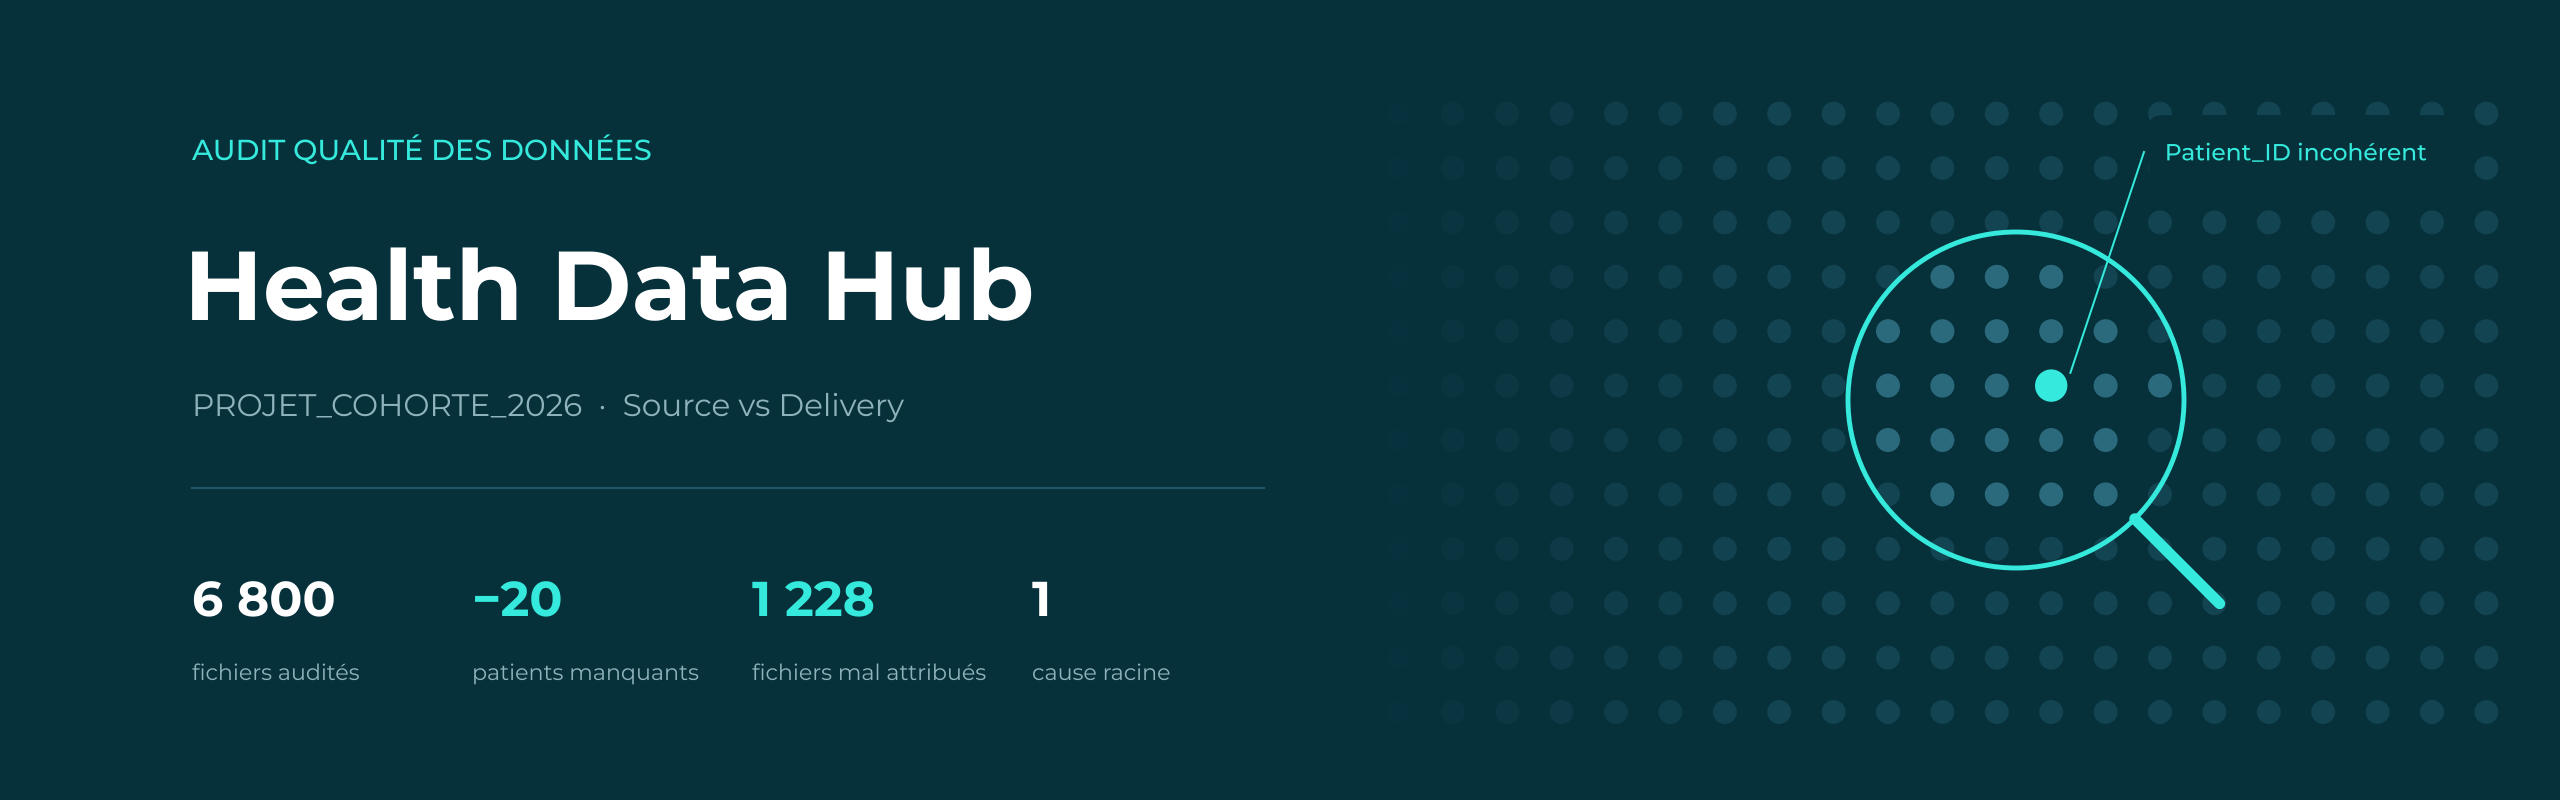 AUDIT QUALITÉ DES DONNÉES
Health Data Hub
PROJET_COHORTE_2026 · Source vs Delivery
6 800
fichiers audités
−20
patients manquants
1 228
fichiers mal attribués
1
cause racine
Patient_ID incohérent